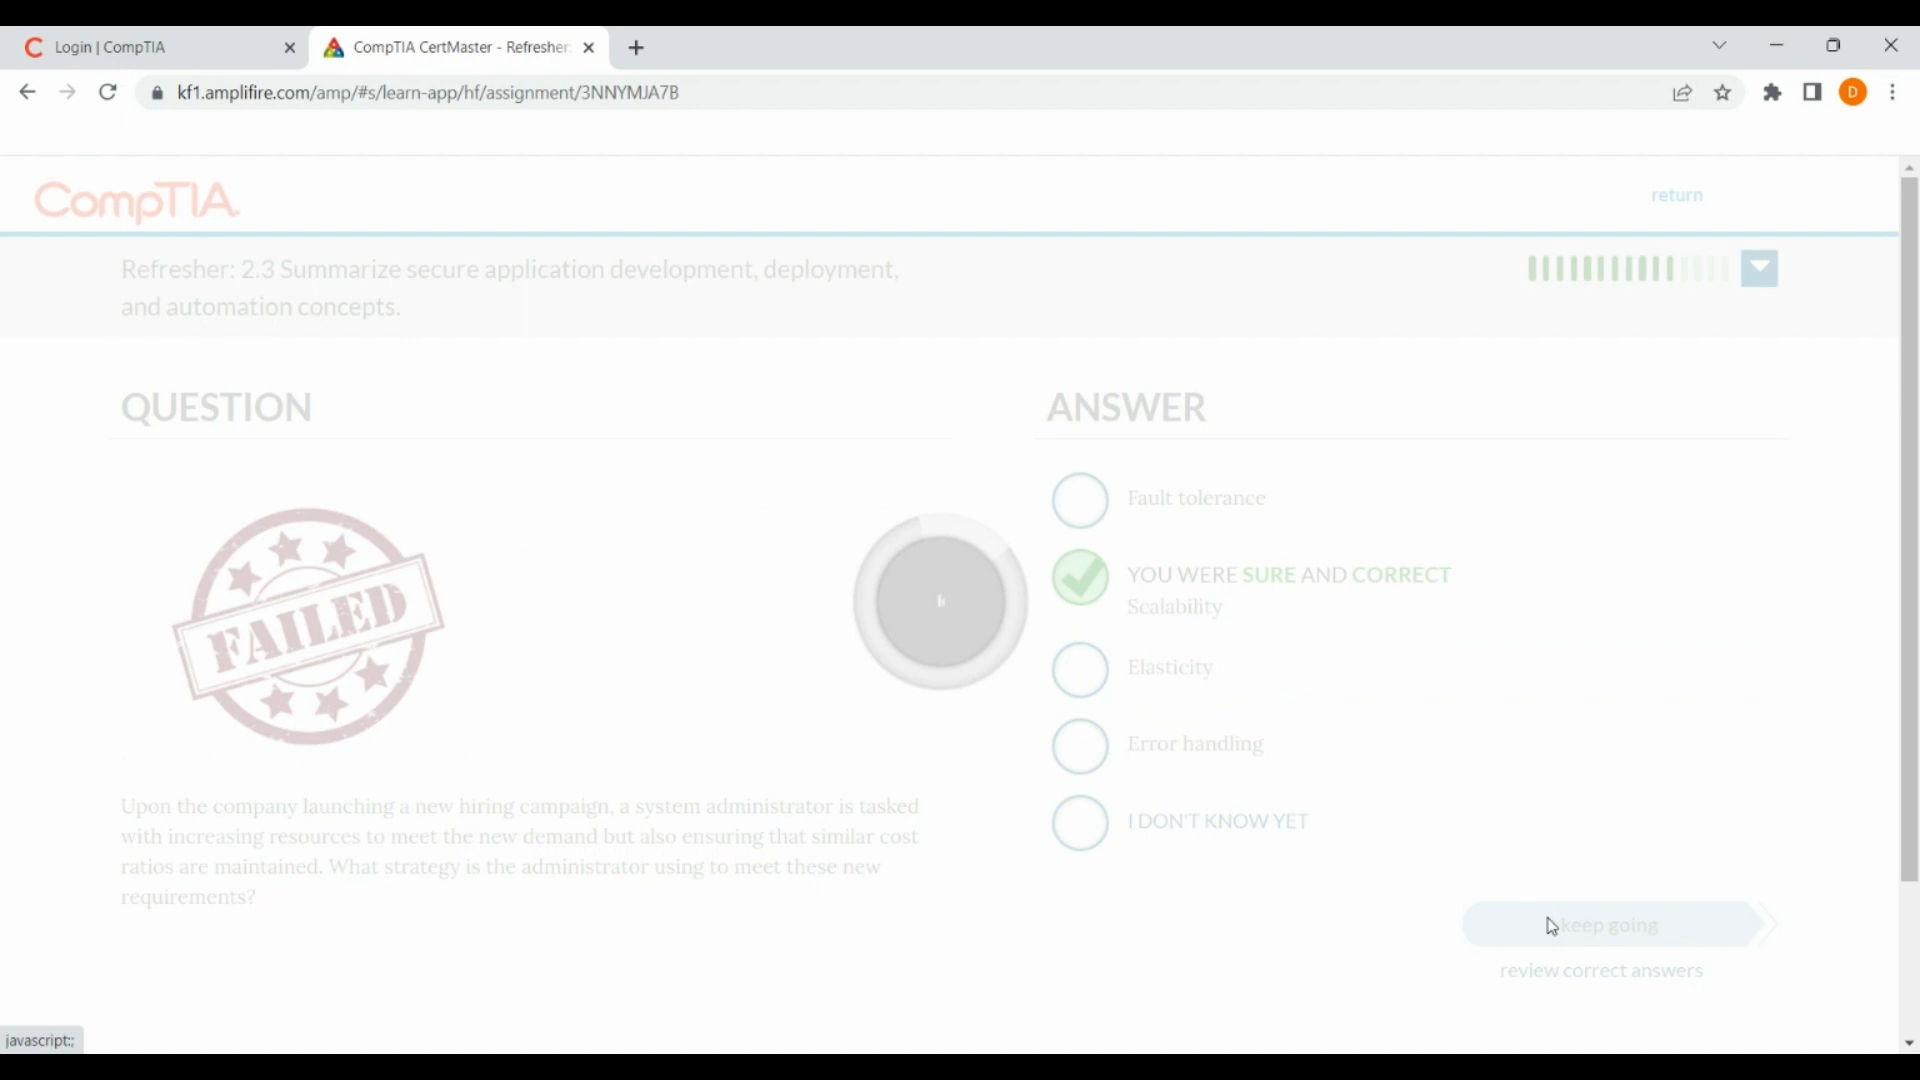 Login | CompTIA
CompTIA CertMaster - Refresher:
kf1.amplifire.com/amp/#s/learn-app/hf/assignment/3NNYMJA7B
D
CompTIA.
return
Refresher: 2.3 Summarize secure application development, deployment,
and automation concepts.
QUESTION
ANSWER
FAILED
Fault tolerance
YOU WERE SURE AND CORRECT
Scalability
Elasticity
Error handling
I DON'T KNOW YET
Upon the company launching a new hiring campaign, a system administrator is tasked
with increasing resources to meet the new demand but also ensuring that similar cost
ratios are maintained. What strategy is the administrator using to meet these new
requirements?
keep going
review correct answers
javascript:;